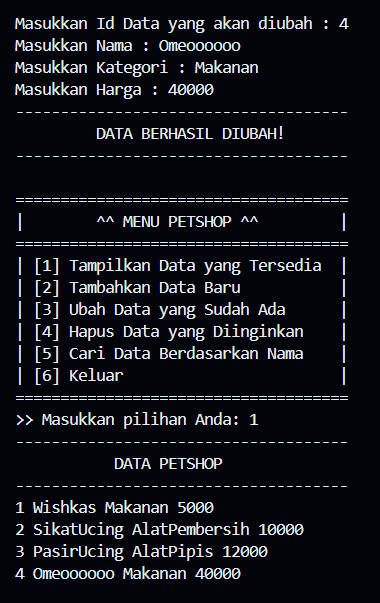 Masukkan Id Data yang akan diubah : 4
Masukkan Nama : Omeoooooo
Masukkan Kategori : Makanan
Masukkan Harga : 40000
-------------------------------------
DATA BERHASIL DIUBAH!
-------------------------------------
=====================================
| ^^ MENU PETSHOP ^^ |
=====================================
| [1] Tampilkan Data yang Tersedia |
| [2] Tambahkan Data Baru |
| [3] Ubah Data yang Sudah Ada |
| [4] Hapus Data yang Diinginkan |
| [5] Cari Data Berdasarkan Nama |
| [6] Keluar |
=====================================
>> Masukkan pilihan Anda: 1
-------------------------------------
DATA PETSHOP
-------------------------------------
1 Wishkas Makanan 5000
2 SikatUcing AlatPembersih 10000
3 PasirUcing AlatPipis 12000
4 Omeoooooo Makanan 40000